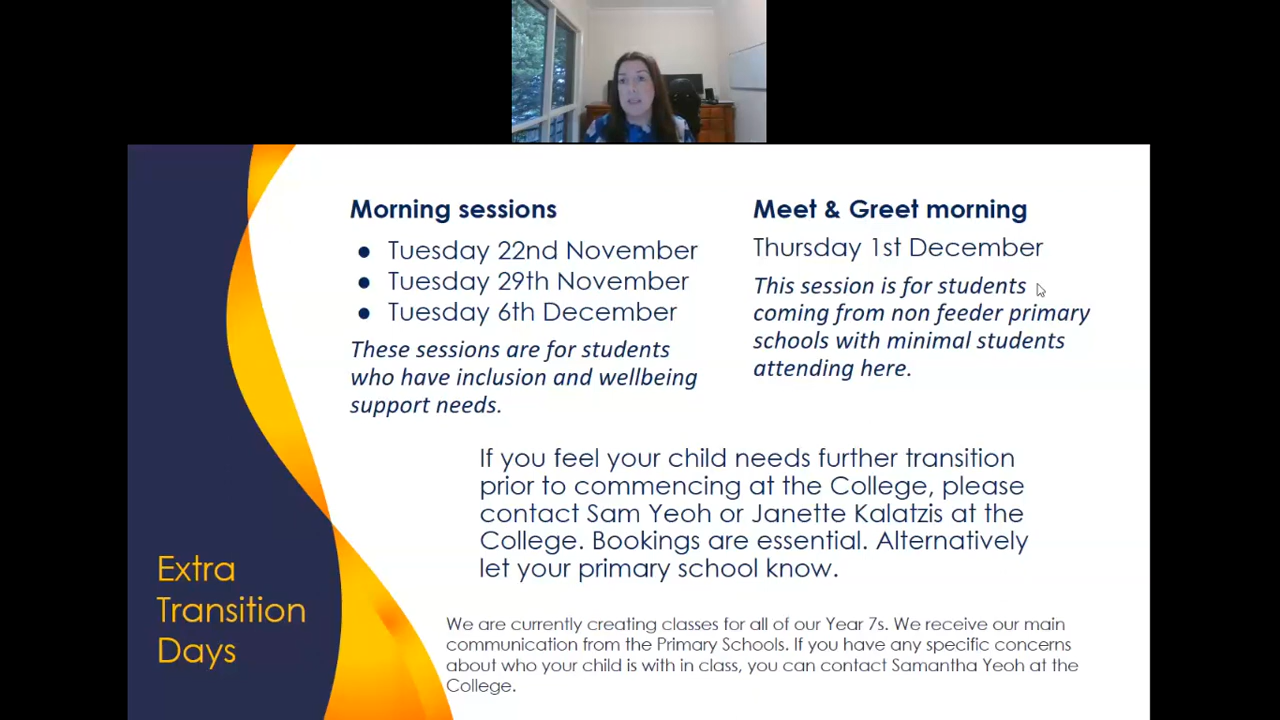 Morning sessions
● Tuesday 22nd November
● Tuesday 29th November
● Tuesday 6th December
These sessions are for students
who have inclusion and wellbeing
support needs.
Meet & Greet morning
Thursday 1st December
This session is for students
coming from non feeder primary
schools with minimal students
attending here.
If you feel your child needs further transition
prior to commencing at the College, please
contact Sam Yeoh or Janette Kalatzis at the
College. Bookings are essential. Alternatively
let your primary school know.
Extra
Transition
Days
We are currently creating classes for all of our Year 7s. We receive our main
communication from the Primary Schools. If you have any specific concerns
about who your child is with in class, you can contact Samantha Yeoh at the
College.